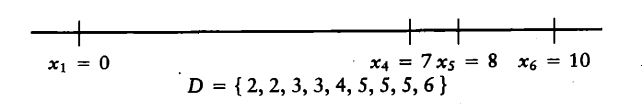 x₁ = 0 x₄ = 7 x₅ = 8 x₆ = 10
D = { 2, 2, 3, 3, 4, 5, 5, 5, 6 }